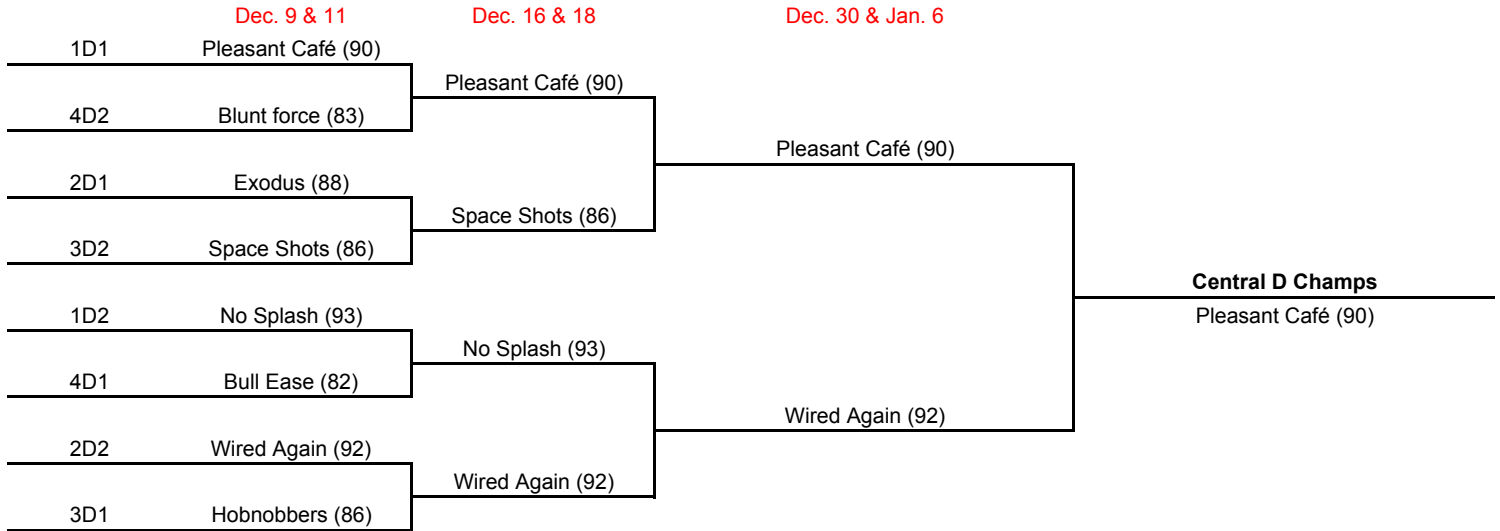 Dec. 9 & 11 Dec. 16 & 18 Dec. 30 & Jan. 6
1D1 Pleasant Café (90)
Pleasant Café (90)
4D2 Blunt force (83)
Pleasant Café (90)
2D1 Exodus (88)
Space Shots (86)
3D2 Space Shots (86)
Central D Champs
1D2 No Splash (93) Pleasant Café (90)
No Splash (93)
4D1 Bull Ease (82)
Wired Again (92)
2D2 Wired Again (92)
Wired Again (92)
3D1 Hobnobbers (86)